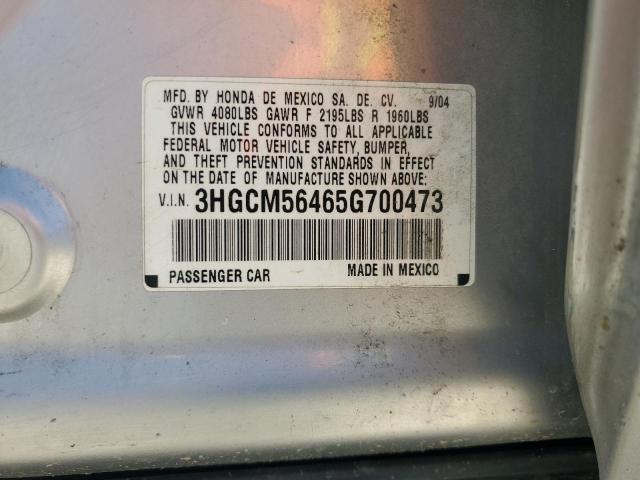 MFD. BY HONDA DE MEXICO SA. DE. CV. 9/04
GVWR 4080LBS GAWR F 2195LBS R 1960LBS
THIS VEHICLE CONFORMS TO ALL APPLICABLE
FEDERAL MOTOR VEHICLE SAFETY, BUMPER,
AND THEFT PREVENTION STANDARDS IN EFFECT
ON THE DATE OF MANUFACTURE SHOWN ABOVE:
V.I.N. 3HGCM56465G700473
PASSENGER CAR MADE IN MEXICO